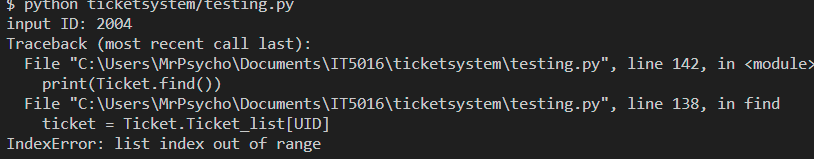 $ python ticketsystem/testing.py
input ID: 2004
Traceback (most recent call last):
  File "C:\Users\MrPsycho\Documents\IT5016\ticketsystem\testing.py", line 142, in <module>
    print(Ticket.find())
  File "C:\Users\MrPsycho\Documents\IT5016\ticketsystem\testing.py", line 138, in find
    ticket = Ticket.Ticket_list[UID]
IndexError: list index out of range